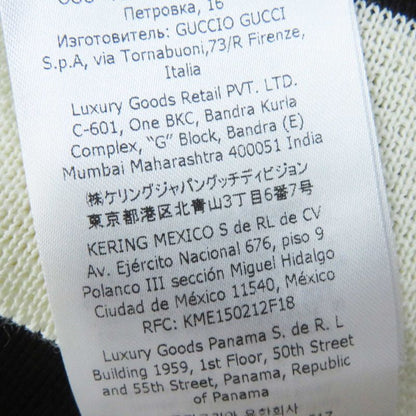 Петровка, 16
Изготовитель: GUCCIO GUCCI
S.p.A, via Tornabuoni,73/R Firenze,
Italia
Luxury Goods Retail PVT. LTD.
C-601, One BKC, Bandra Kurla
Complex, "G" Block, Bandra (E)
Mumbai Maharashtra 400051 India
㈱ケリングジャパングッチディビジョン
東京都港区北青山3丁目6番7号
KERING MEXICO S de RL de CV
Av. Ejército Nacional 676, piso 9
Polanco III sección Miguel Hidalgo
Ciudad de México 11540, México
RFC: KME150212F18
Luxury Goods Panama S. de R. L
Building 1959, 1st Floor, 50th Street
and 55th Street, Panama, Republic
of Panama